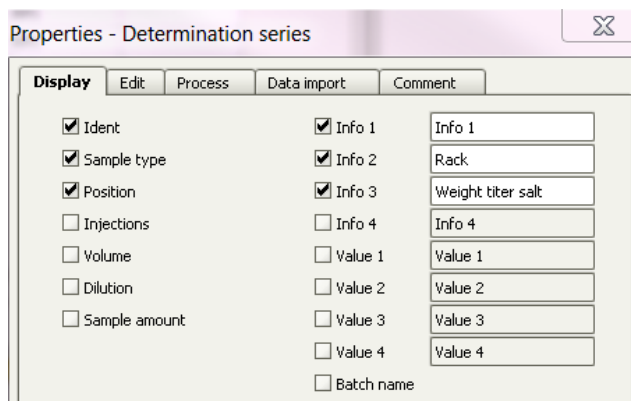 Properties - Determination series
Display Edit Process Data import Comment
Ident Info 1 Info 1
Sample type Info 2 Rack
Position Info 3 Weight titer salt
Injections Info 4 Info 4
Volume Value 1 Value 1
Dilution Value 2 Value 2
Sample amount Value 3 Value 3
Value 4 Value 4
Batch name